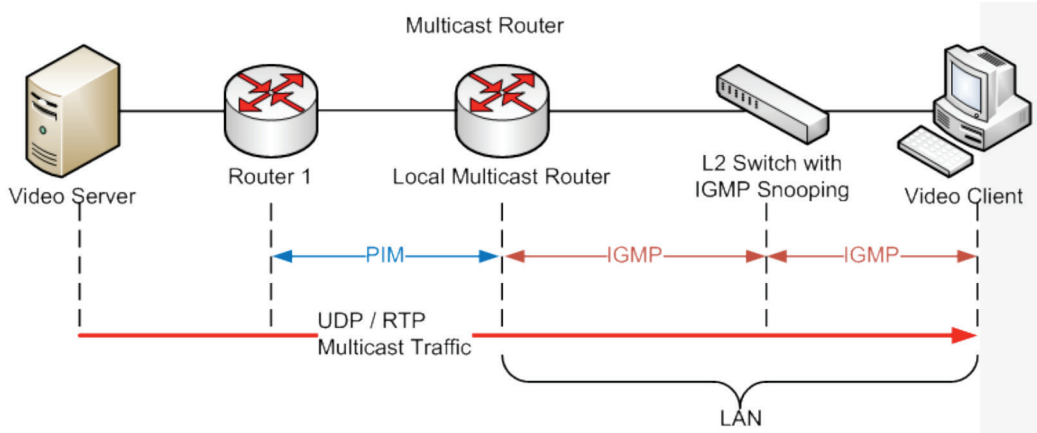 Multicast Router
Video Server
Router 1
Local Multicast Router
L2 Switch with
IGMP Snooping
Video Client
PIM
IGMP
IGMP
UDP / RTP
Multicast Traffic
LAN